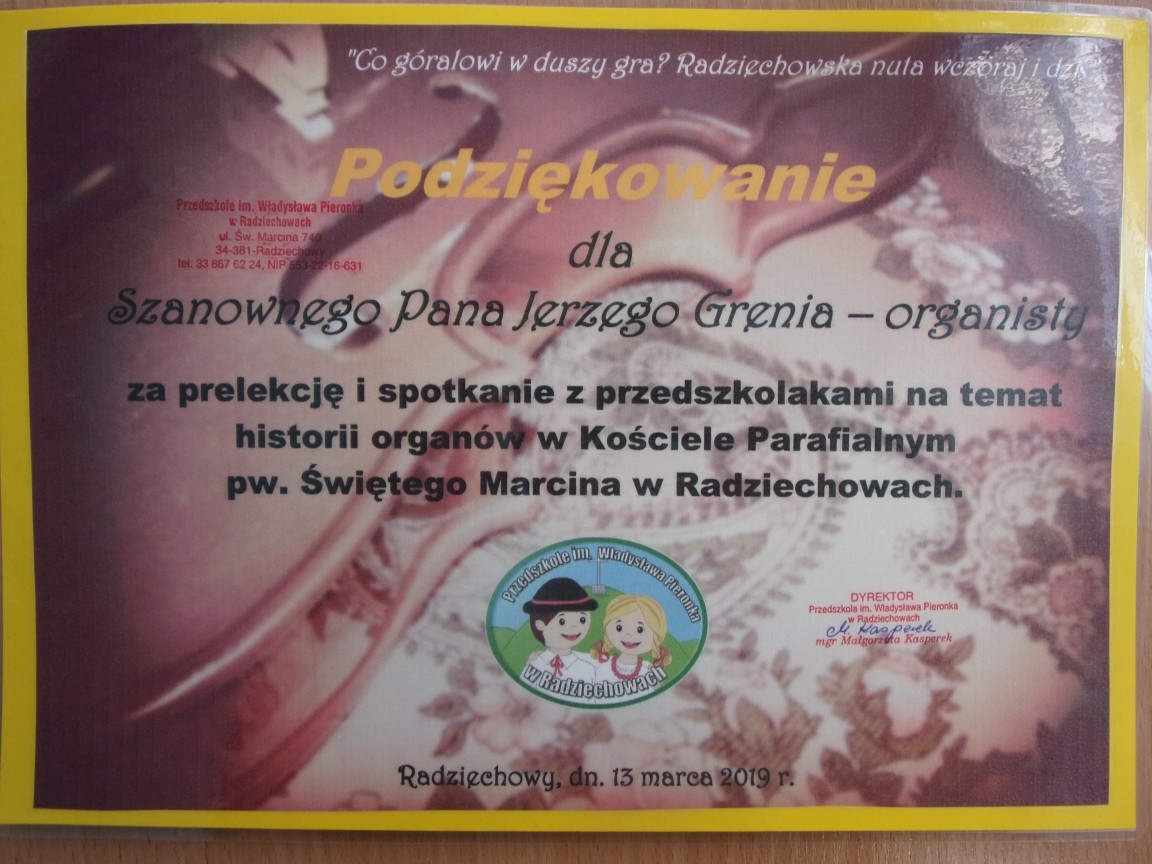 "Co góralowi w duszy gra? Radziechowska nuta wczoraj i dziś"
Podziękowanie
Przedszkole im. Władysława Pieronka
w Radziechowach
ul. Św. Marcina 740
34-381-Radziechowy
tel. 33 867 62 24, NIP 553-22-16-631
dla
Szanownego Pana Jerzego Grenia – organisty
za prelekcję i spotkanie z przedszkolakami na temat
historii organów w Kościele Parafialnym
pw. Świętego Marcina w Radziechowach.
Przedszkole im. Władysława Pieronka
w Radziechowach
DYREKTOR
Przedszkola im. Władysława Pieronka
w Radziechowach
M. Kasperek
mgr Małgorzata Kasperek
Radziechowy, dn. 13 marca 2019 r.